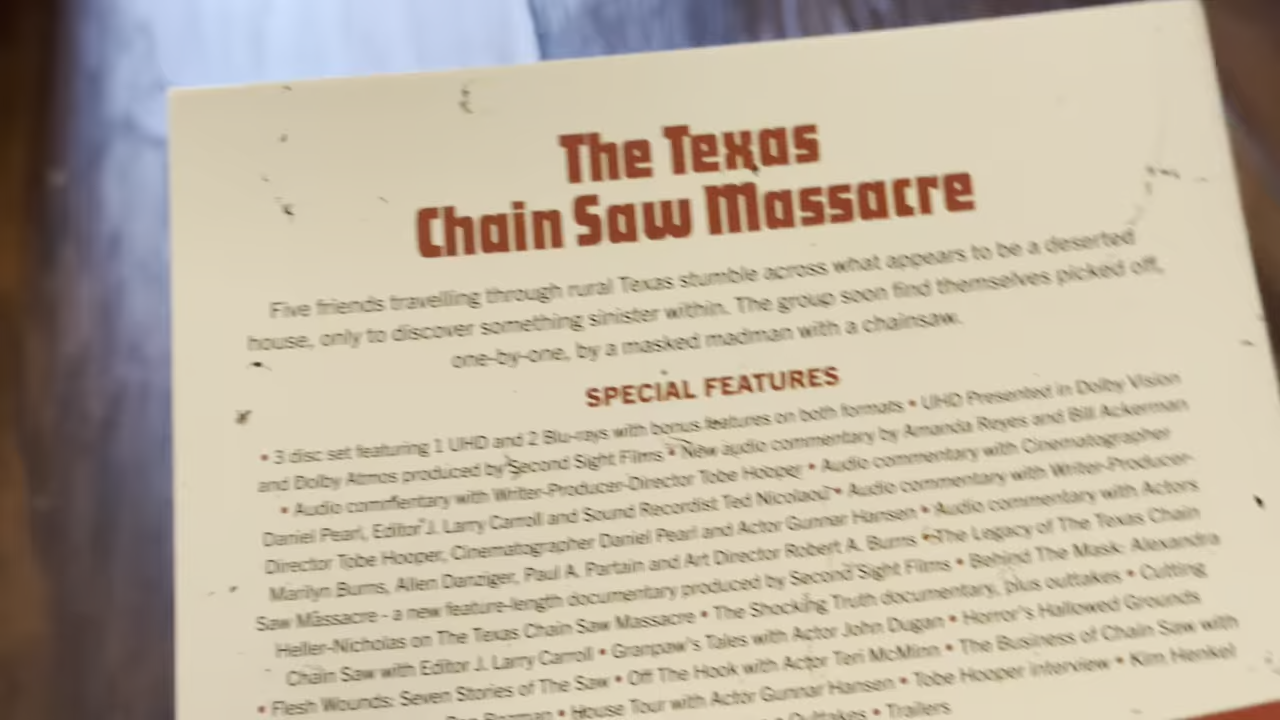 The Texas
Chain Saw Massacre
Five friends travelling through rural Texas stumble across what appears to be a deserted
house, only to discover something sinister within. The group soon find themselves picked off,
one-by-one, by a masked madman with a chainsaw.
SPECIAL FEATURES
• 3 disc set featuring 1 UHD and 2 Blu-rays with bonus features on both formats • UHD Presented in Dolby Vision
and Dolby Atmos produced by Second Sight Films • New audio commentary by Amanda Reyes and Bill Ackerman
• Audio commentary with Writer-Producer-Director Tobe Hooper • Audio commentary with Cinematographer
Daniel Pearl, Editor J. Larry Carroll and Sound Recordist Ted Nicolaou • Audio commentary with Writer-Producer-
Director Tobe Hooper, Cinematographer Daniel Pearl and Actor Gunnar Hansen • Audio commentary with Actors
Marilyn Burns, Allen Danziger, Paul A. Partain and Art Director Robert A. Burns • The Legacy of The Texas Chain
Saw Massacre - a new feature-length documentary produced by Second Sight Films • Behind The Mask: Alexandra
Heller-Nicholas on The Texas Chain Saw Massacre • The Shocking Truth documentary, plus outtakes • Cutting
Chain Saw with Editor J. Larry Carroll • Granpaw's Tales with Actor John Dugan • Horror's Hallowed Grounds
• Flesh Wounds: Seven Stories of The Saw • Off The Hook with Actor Teri McMinn • The Business of Chain Saw with
Bozman • House Tour with Actor Gunnar Hansen • Tobe Hooper interview • Kim Henkel
Outtakes • Trailers